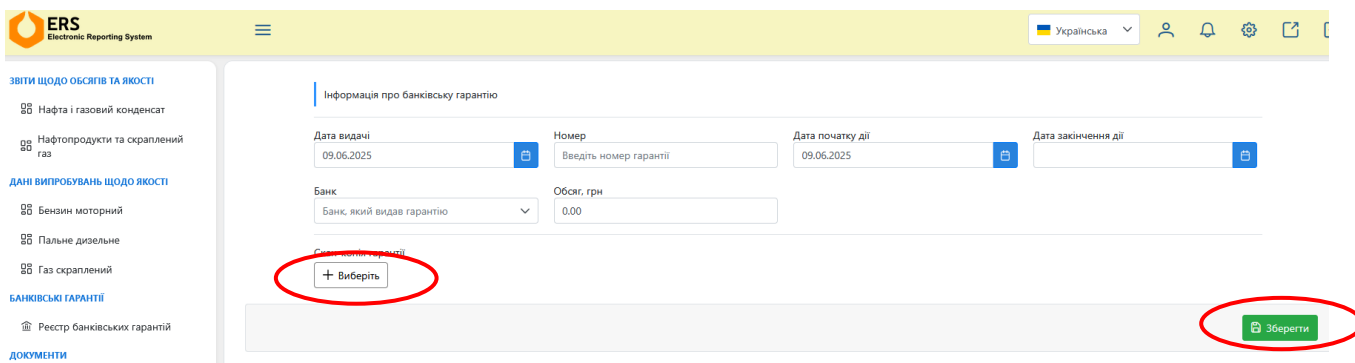 ERS
Electronic Reporting System
Українська
ЗВІТИ ЩОДО ОБСЯГІВ ТА ЯКОСТІ
Нафта і газовий конденсат
Нафтопродукти та скраплений
газ
ДАНІ ВИПРОБУВАНЬ ЩОДО ЯКОСТІ
Бензин моторний
Пальне дизельне
Газ скраплений
БАНКІВСЬКІ ГАРАНТІЇ
Реєстр банківських гарантій
ДОКУМЕНТИ
Інформація про банківську гарантію
Дата видачі Номер Дата початку дії Дата закінчення дії
09.06.2025 Введіть номер гарантії 09.06.2025
Банк Обсяг, грн
Банк, який видав гарантію 0.00
Скан-копія гарантії
+ Виберіть
Зберегти